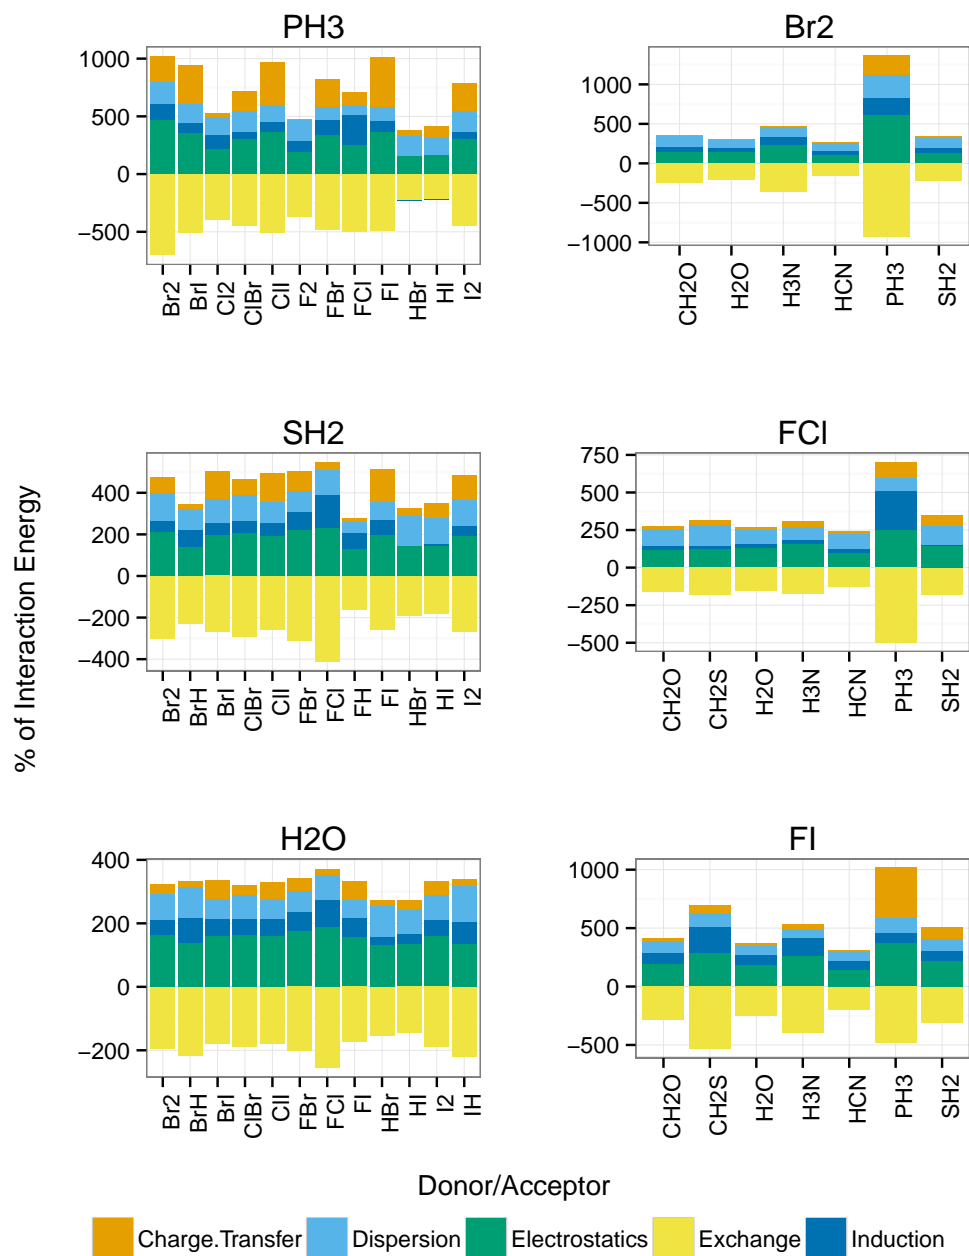 PH3
1000
500
0
−500
Br2
BrI
Cl2
ClBr
ClI
F2
FBr
FCl
FI
HBr
HI
I2
Br2
1000
500
0
−500
−1000
CH2O
H2O
H3N
HCN
PH3
SH2
% of Interaction Energy
SH2
400
200
0
−200
−400
Br2
BrH
BrI
ClBr
ClI
FBr
FCl
FH
FI
HBr
HI
I2
FCl
750
500
250
0
−250
−500
CH2O
CH2S
H2O
H3N
HCN
PH3
SH2
H2O
400
200
0
−200
Br2
BrH
BrI
ClBr
ClI
FBr
FCl
FI
HBr
HI
I2
IH
FI
1000
500
0
−500
CH2O
CH2S
H2O
H3N
HCN
PH3
SH2
Donor/Acceptor
Charge.Transfer Dispersion Electrostatics Exchange Induction